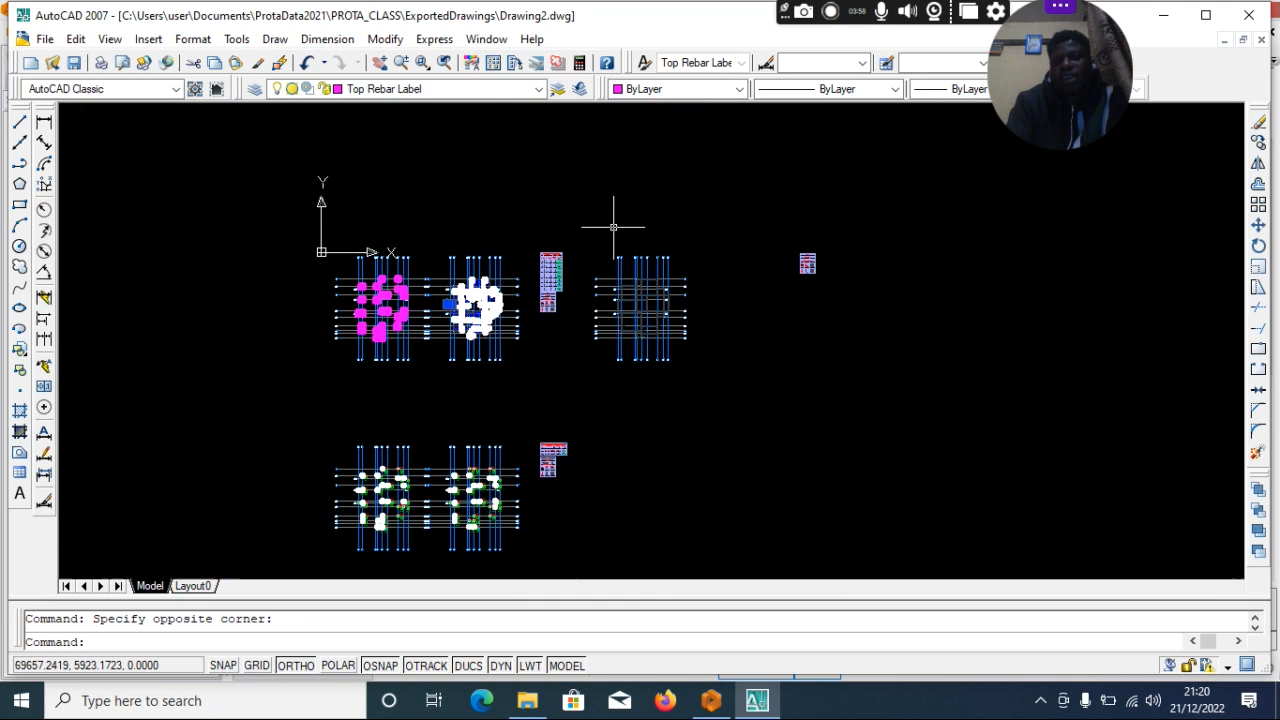 AutoCAD 2007 - [C:\Users\user\Documents\ProtaData2021\PROTA_CLASS\ExportedDrawings\Drawing2.dwg]
03:58
File Edit View Insert Format Tools Draw Dimension Modify Express Window Help
Top Rebar Label
AutoCAD Classic
Top Rebar Label
ByLayer
ByLayer
ByLayer
Y
X
Model
Layout0
Command: Specify opposite corner:
Command:
69657.2419, 5923.1723, 0.0000
SNAP GRID ORTHO POLAR OSNAP OTRACK DUCS DYN LWT MODEL
Type here to search
21:20
21/12/2022